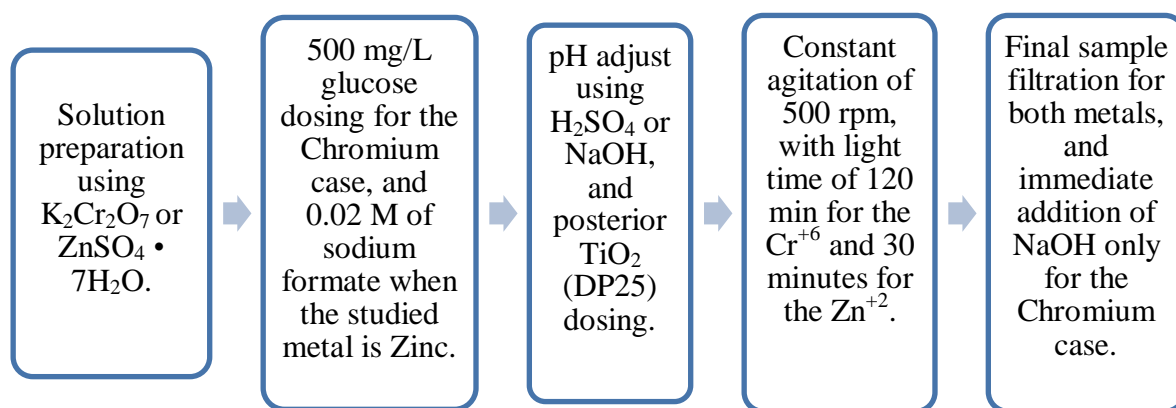 Solution
preparation
using
K₂Cr₂O₇ or
ZnSO₄ •
7H₂O.
500 mg/L
glucose
dosing for the
Chromium
case, and
0.02 M of
sodium
formate when
the studied
metal is Zinc.
pH adjust
using
H₂SO₄ or
NaOH,
and
posterior
TiO₂
(DP25)
dosing.
Constant
agitation of
500 rpm,
with light
time of 120
min for the
Cr⁺⁶ and 30
minutes for
the Zn⁺².
Final sample
filtration for
both metals,
and
immediate
addition of
NaOH only
for the
Chromium
case.